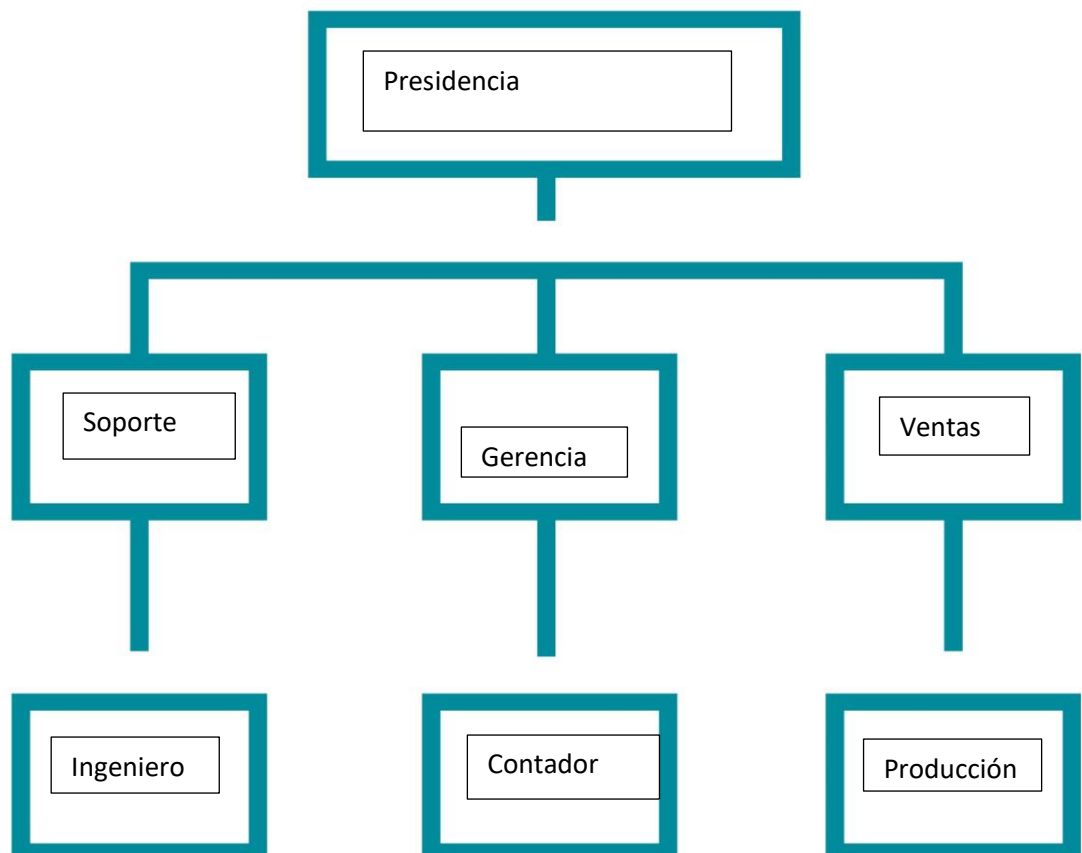 Presidencia
Soporte
Gerencia
Ventas
Ingeniero
Contador
Producción